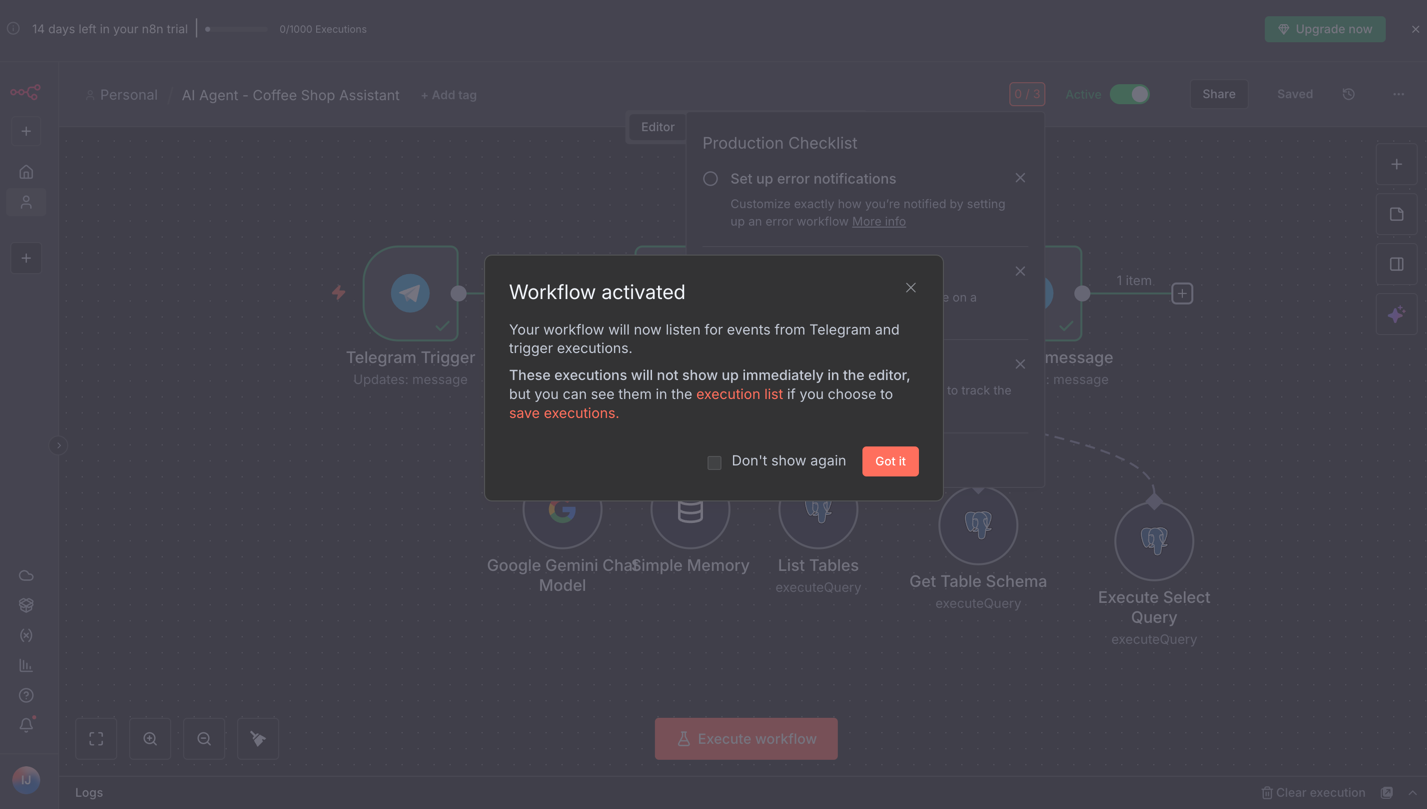 14 days left in your n8n trial
0/1000 Executions
Upgrade now
Personal / AI Agent - Coffee Shop Assistant
+ Add tag
0 / 3
Active
Share
Saved
Editor
Production Checklist
Set up error notifications
Customize exactly how you're notified by setting
up an error workflow More info
e on a
to track the
Workflow activated
Your workflow will now listen for events from Telegram and
trigger executions.
These executions will not show up immediately in the editor,
but you can see them in the execution list if you choose to
save executions.
Don't show again
Got it
Telegram Trigger
Updates: message
1 item
message
: message
Google Gemini Chat
Model
Simple Memory
List Tables
executeQuery
Get Table Schema
executeQuery
Execute Select
Query
executeQuery
Execute workflow
IJ
Logs
Clear execution